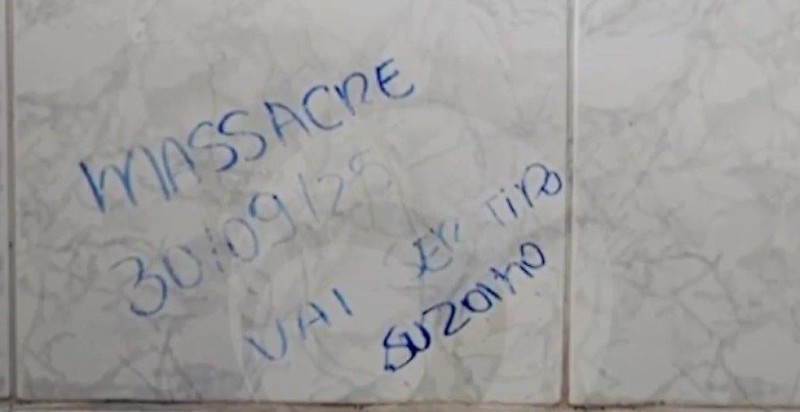 MASSACRE
30/09/25
VAI SER TIPO
SUZANO